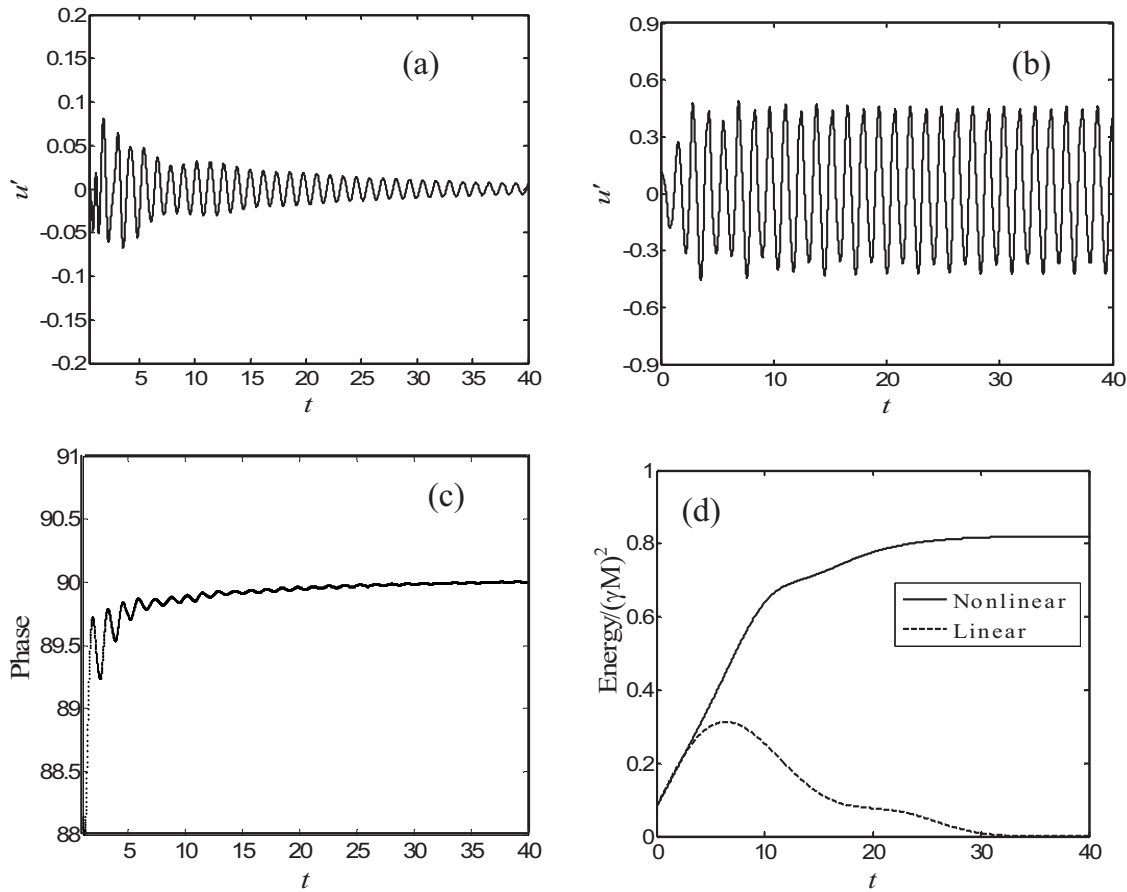 (a)
0.2
0.15
0.1
0.05
0
-0.05
-0.1
-0.15
-0.2
5 10 15 20 25 30 35 40
u′
t
(b)
0.9
0.6
0.3
0
-0.3
-0.6
-0.9
0 10 20 30 40
u′
t
(c)
91
90.5
90
89.5
89
88.5
88
5 10 15 20 25 30 35 40
Phase
t
(d)
1
0.8
0.6
0.4
0.2
0
0 10 20 30 40
Energy/(γM)²
t
Nonlinear
Linear